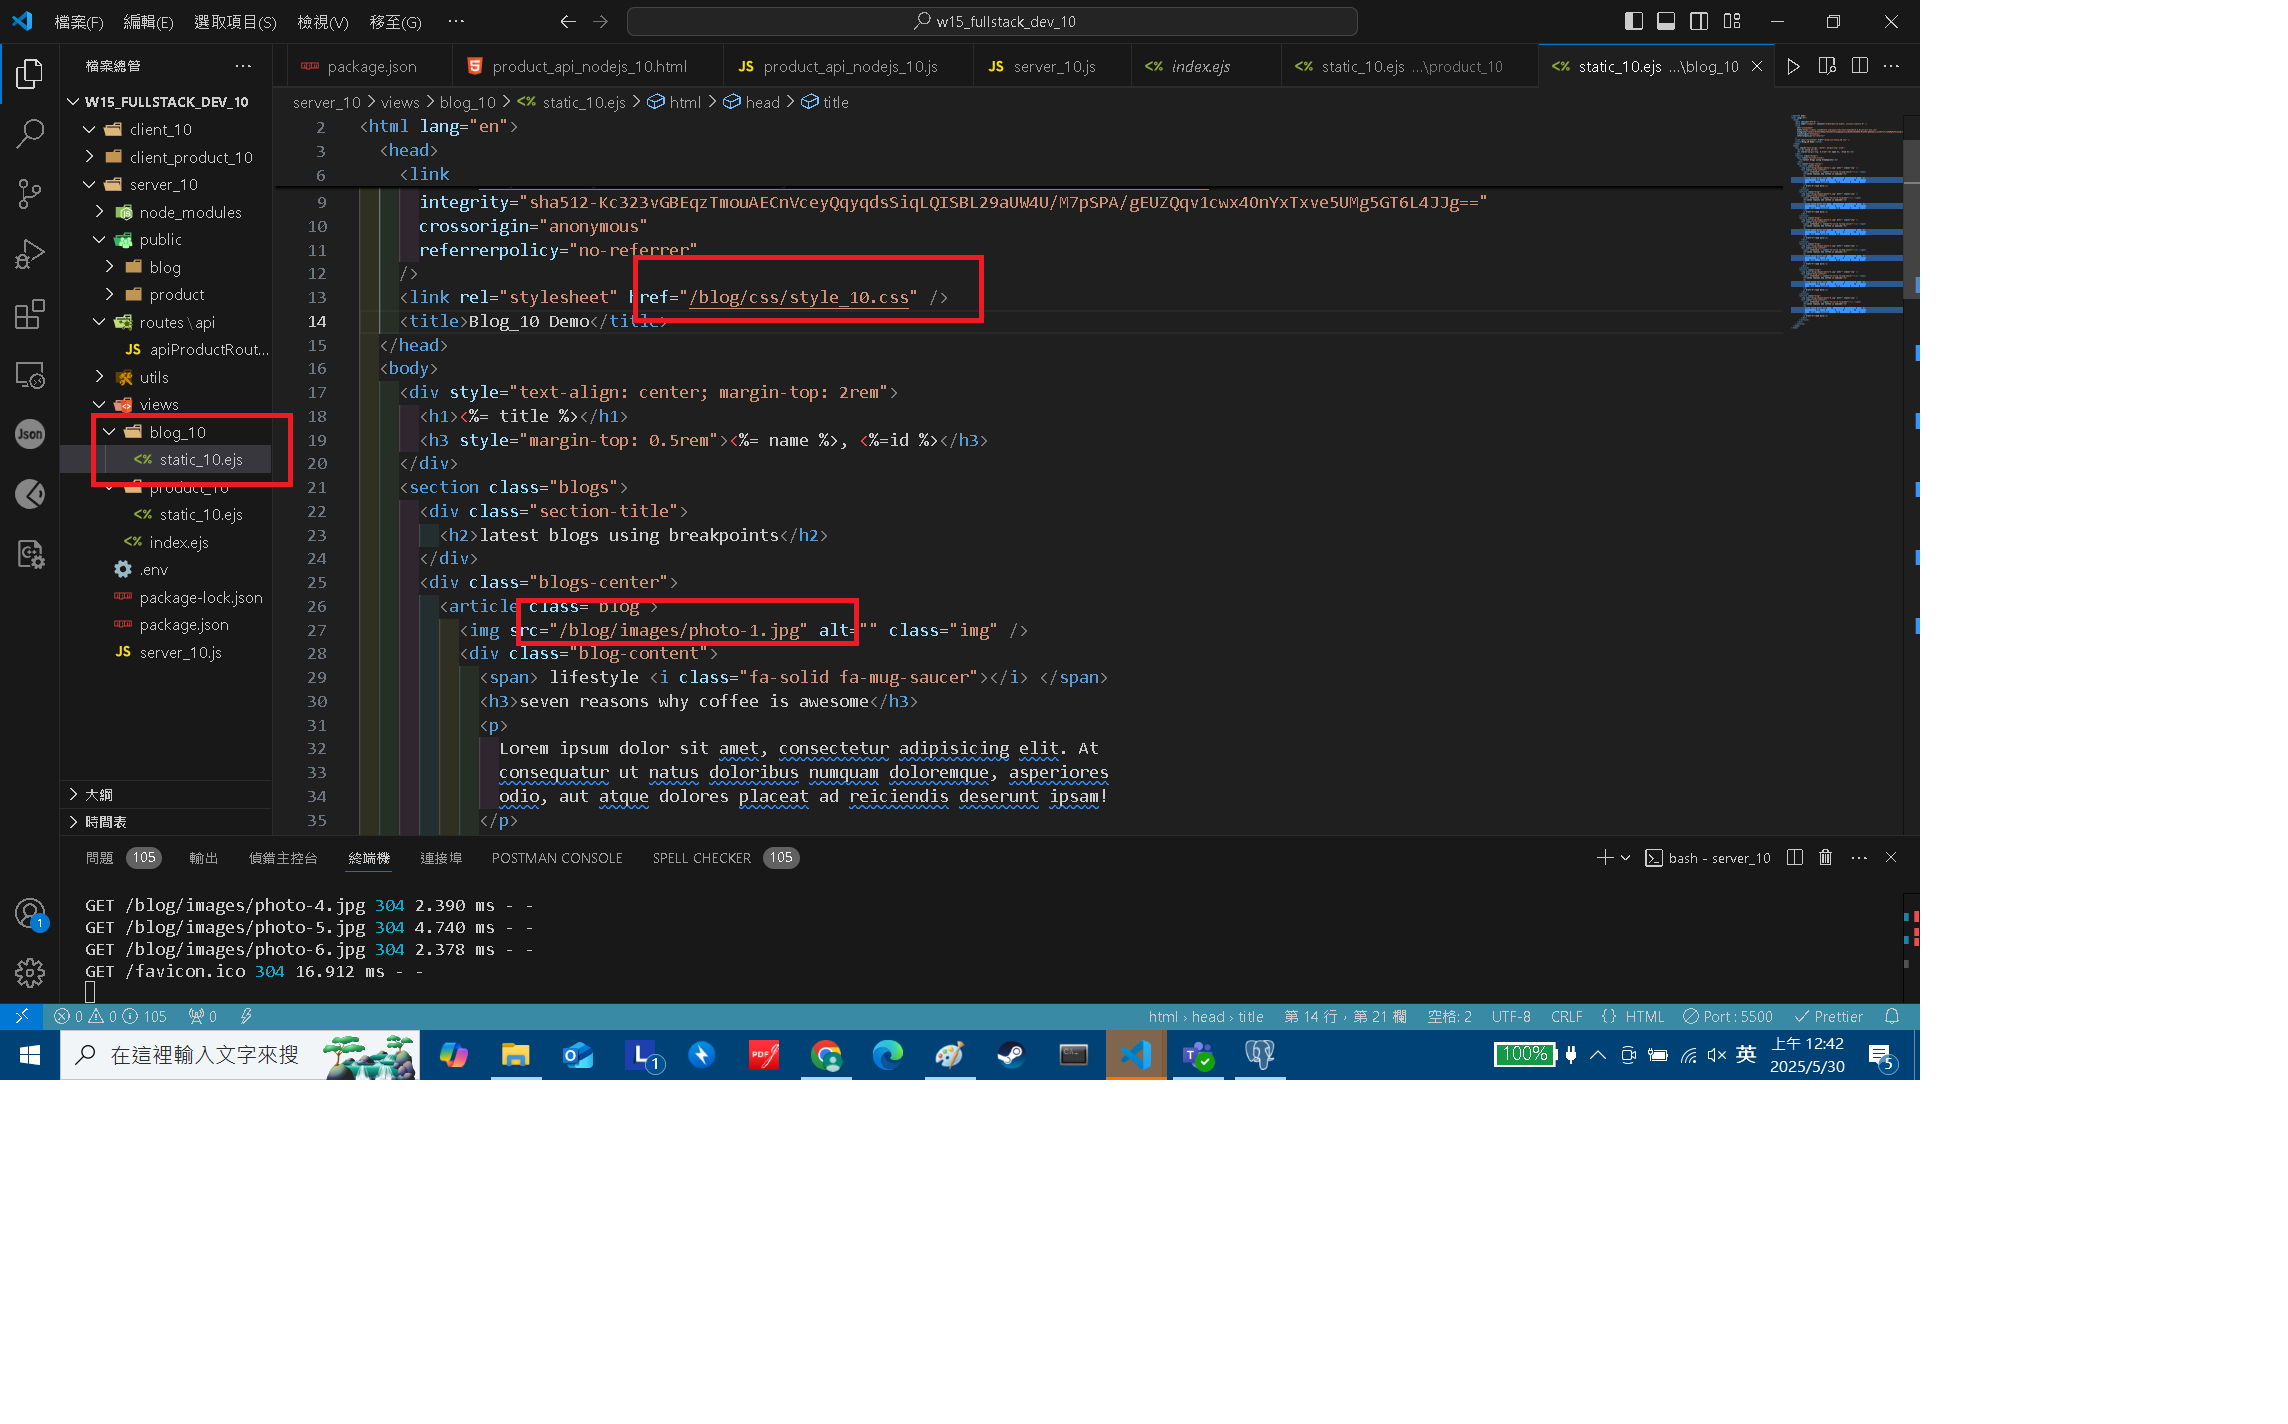 檔案(F) 編輯(E) 選取項目(S) 檢視(V) 移至(G) ··· w15_fullstack_dev_10
檔案總管 ···
package.json product_api_nodejs_10.html product_api_nodejs_10.js server_10.js index.ejs static_10.ejs ...\product_10 static_10.ejs ...\blog_10
W15_FULLSTACK_DEV_10
client_10
client_product_10
server_10
node_modules
public
blog
product
routes \ api
apiProductRout...
utils
views
blog_10
static_10.ejs
product_10
static_10.ejs
index.ejs
.env
package-lock.json
package.json
server_10.js
大綱
時間表
server_10 > views > blog_10 > static_10.ejs > html > head > title
2 <html lang="en">
3 <head>
6 <link
9 integrity="sha512-Kc323vGBEqzTmouAECnVceyQqyqdsSiqLQISBL29aUW4U/M7pSPA/gEUZQqv1cwx4OnYxTxve5UMg5GT6L4JJg=="
10 crossorigin="anonymous"
11 referrerpolicy="no-referrer"
12 />
13 <link rel="stylesheet" href="/blog/css/style_10.css" />
14 <title>Blog_10 Demo</title>
15 </head>
16 <body>
17 <div style="text-align: center; margin-top: 2rem">
18 <h1><%= title %></h1>
19 <h3 style="margin-top: 0.5rem"><%= name %>, <%=id %></h3>
20 </div>
21 <section class="blogs">
22 <div class="section-title">
23 <h2>latest blogs using breakpoints</h2>
24 </div>
25 <div class="blogs-center">
26 <article class="blog">
27 <img src="/blog/images/photo-1.jpg" alt="" class="img" />
28 <div class="blog-content">
29 <span> lifestyle <i class="fa-solid fa-mug-saucer"></i> </span>
30 <h3>seven reasons why coffee is awesome</h3>
31 <p>
32 Lorem ipsum dolor sit amet, consectetur adipisicing elit. At
33 consequatur ut natus doloribus numquam doloremque, asperiores
34 odio, aut atque dolores placeat ad reiciendis deserunt ipsam!
35 </p>
問題 105 輸出 偵錯主控台 終端機 連接埠 POSTMAN CONSOLE SPELL CHECKER 105 bash - server_10
GET /blog/images/photo-4.jpg 304 2.390 ms - -
GET /blog/images/photo-5.jpg 304 4.740 ms - -
GET /blog/images/photo-6.jpg 304 2.378 ms - -
GET /favicon.ico 304 16.912 ms - -
0 0 105 0 html › head › title 第 14 行，第 21 欄 空格: 2 UTF-8 CRLF {} HTML Port : 5500 Prettier
在這裡輸入文字來搜 100% 英 上午 12:42
2025/5/30 5